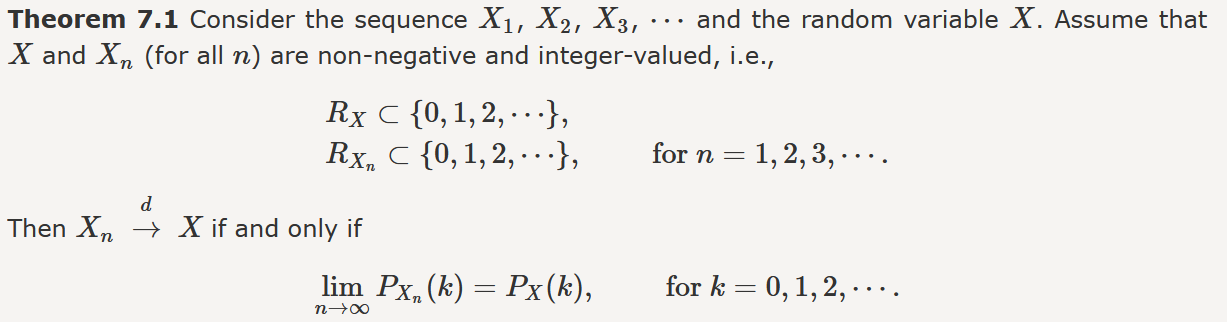 Theorem 7.1 Consider the sequence X₁, X₂, X₃, ⋯ and the random variable X. Assume that
X and Xₙ (for all n) are non-negative and integer-valued, i.e.,
R_X ⊂ {0, 1, 2, ⋯},
R_{Xₙ} ⊂ {0, 1, 2, ⋯}, for n = 1, 2, 3, ⋯.
Then Xₙ →^d X if and only if
lim_{n→∞} P_{Xₙ}(k) = P_X(k), for k = 0, 1, 2, ⋯.